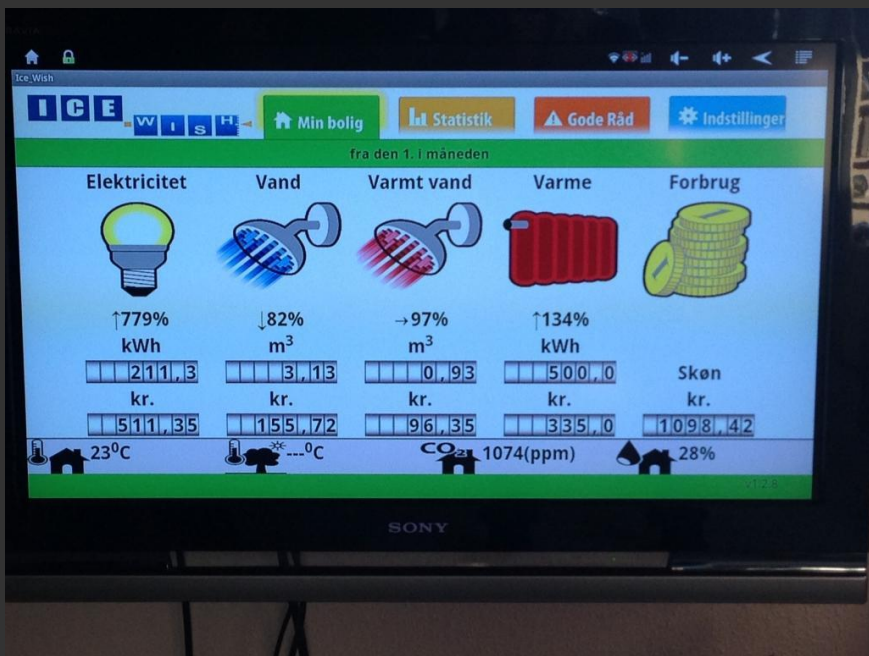 Ice_Wish
ICE
WISH
Min bolig
Statistik
Gode Råd
Indstillinger
fra den 1. i måneden
Elektricitet Vand Varmt vand Varme Forbrug
↑779% ↓82% →97% ↑134%
kWh m³ m³ kWh
211,3 3,13 0,93 500,0 Skøn
kr. kr. kr. kr. kr.
511,35 155,72 96,35 335,0 1098,42
23⁰C ---⁰C CO₂ 1074(ppm) 28%
v1.2.8
SONY